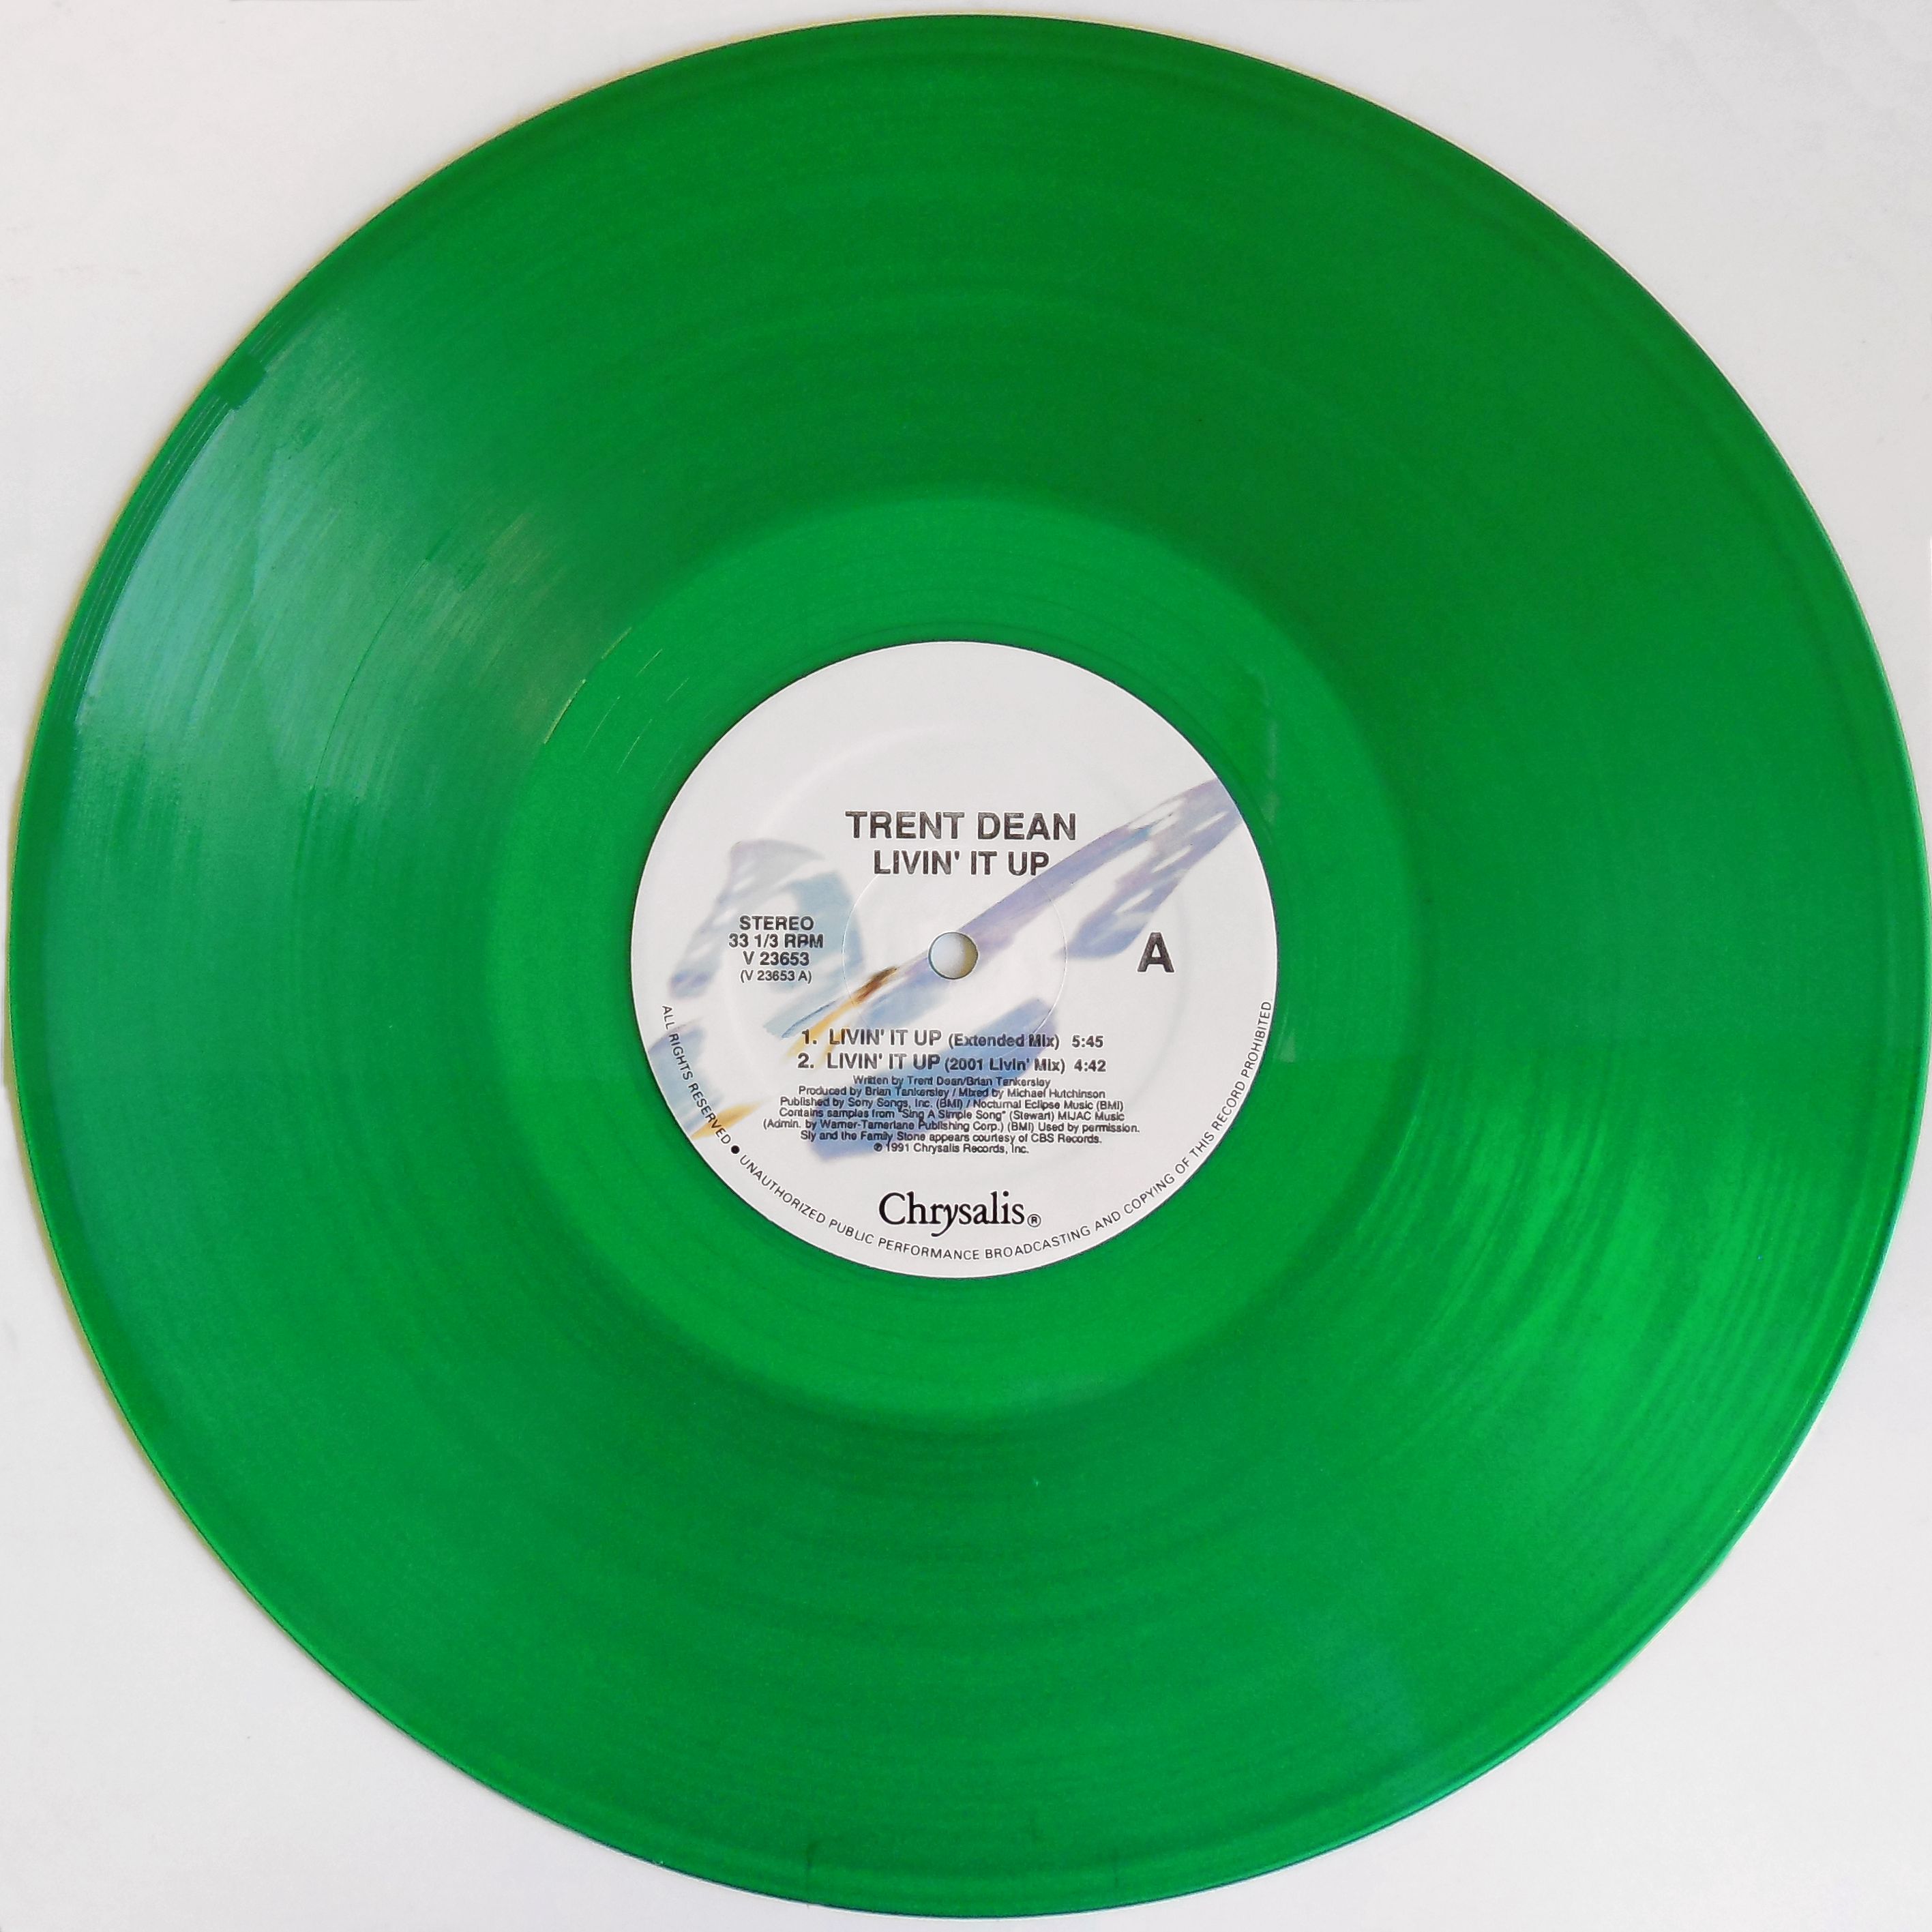 TRENT DEAN
LIVIN' IT UP
STEREO
33 1/3 RPM
V 23653
(V 23653 A)
A
1. LIVIN' IT UP (Extended Mix) 5:45
2. LIVIN' IT UP (2001 Livin' Mix) 4:42
Written by Trent Dean/Brian Tankersley
Produced by Brian Tankersley / Mixed by Michael Hutchinson
Published by Sony Songs, Inc. (BMI) / Nocturnal Eclipse Music (BMI)
Contains samples from "Sing A Simple Song" (Stewart) MIJAC Music
(Admin. by Warner-Tamerlane Publishing Corp.) (BMI) Used by permission.
Sly and the Family Stone appears courtesy of CBS Records.
℗ 1991 Chrysalis Records, Inc.
Chrysalis®
ALL RIGHTS RESERVED ● UNAUTHORIZED PUBLIC PERFORMANCE BROADCASTING AND COPYING OF THIS RECORD PROHIBITED